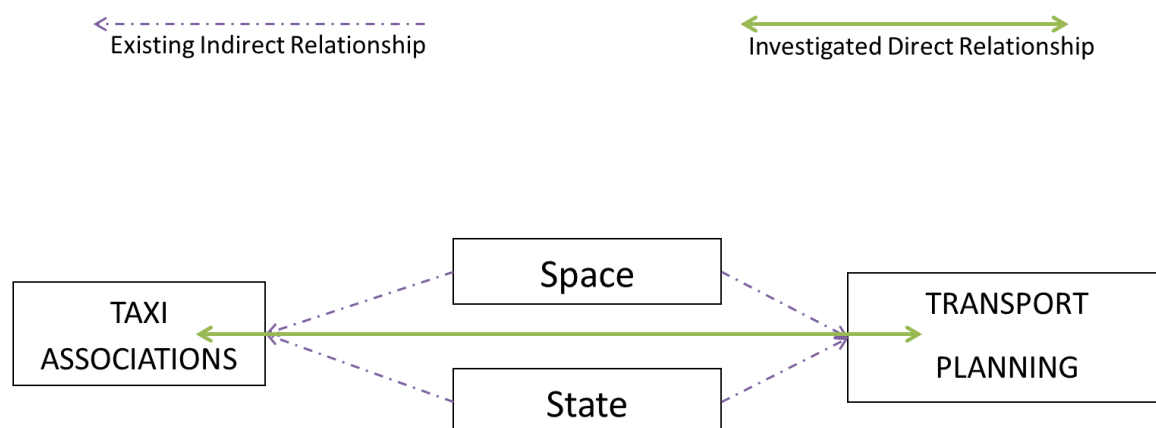 Existing Indirect Relationship
Investigated Direct Relationship
Space
TAXI
ASSOCIATIONS
TRANSPORT
PLANNING
State